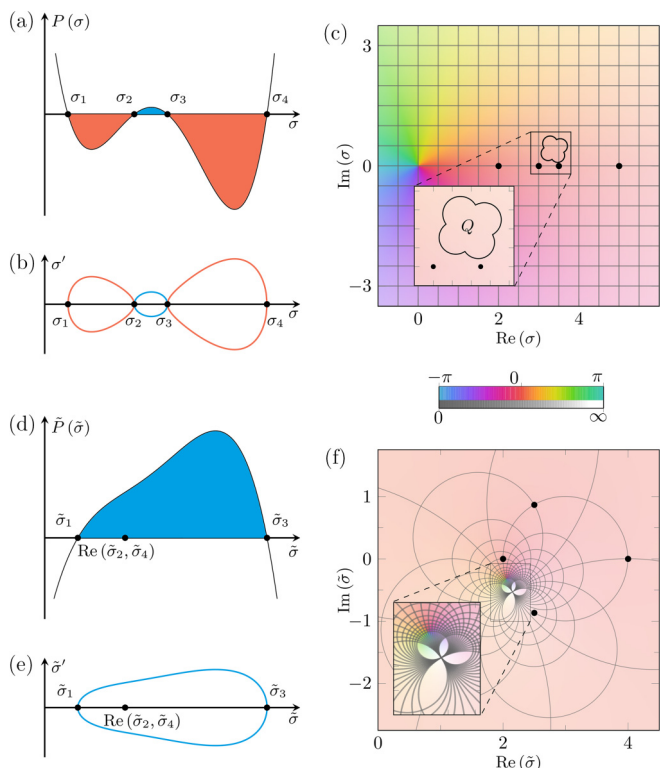 (a)
P(σ)
σ₁ σ₂ σ₃ σ₄
σ
(b)
σ′
σ₁ σ₂ σ₃ σ₄
σ
(c)
3
0
−3
Im(σ)
Q
0 2 4
Re(σ)
−π 0 π
0 ∞
(d)
P̃(σ̃)
σ̃₁ σ̃₃
Re(σ̃₂, σ̃₄) σ̃
(e)
σ̃′
σ̃₁ σ̃₃
Re(σ̃₂, σ̃₄) σ̃
(f)
1
0
−1
−2
Im(σ̃)
0 2 4
Re(σ̃)